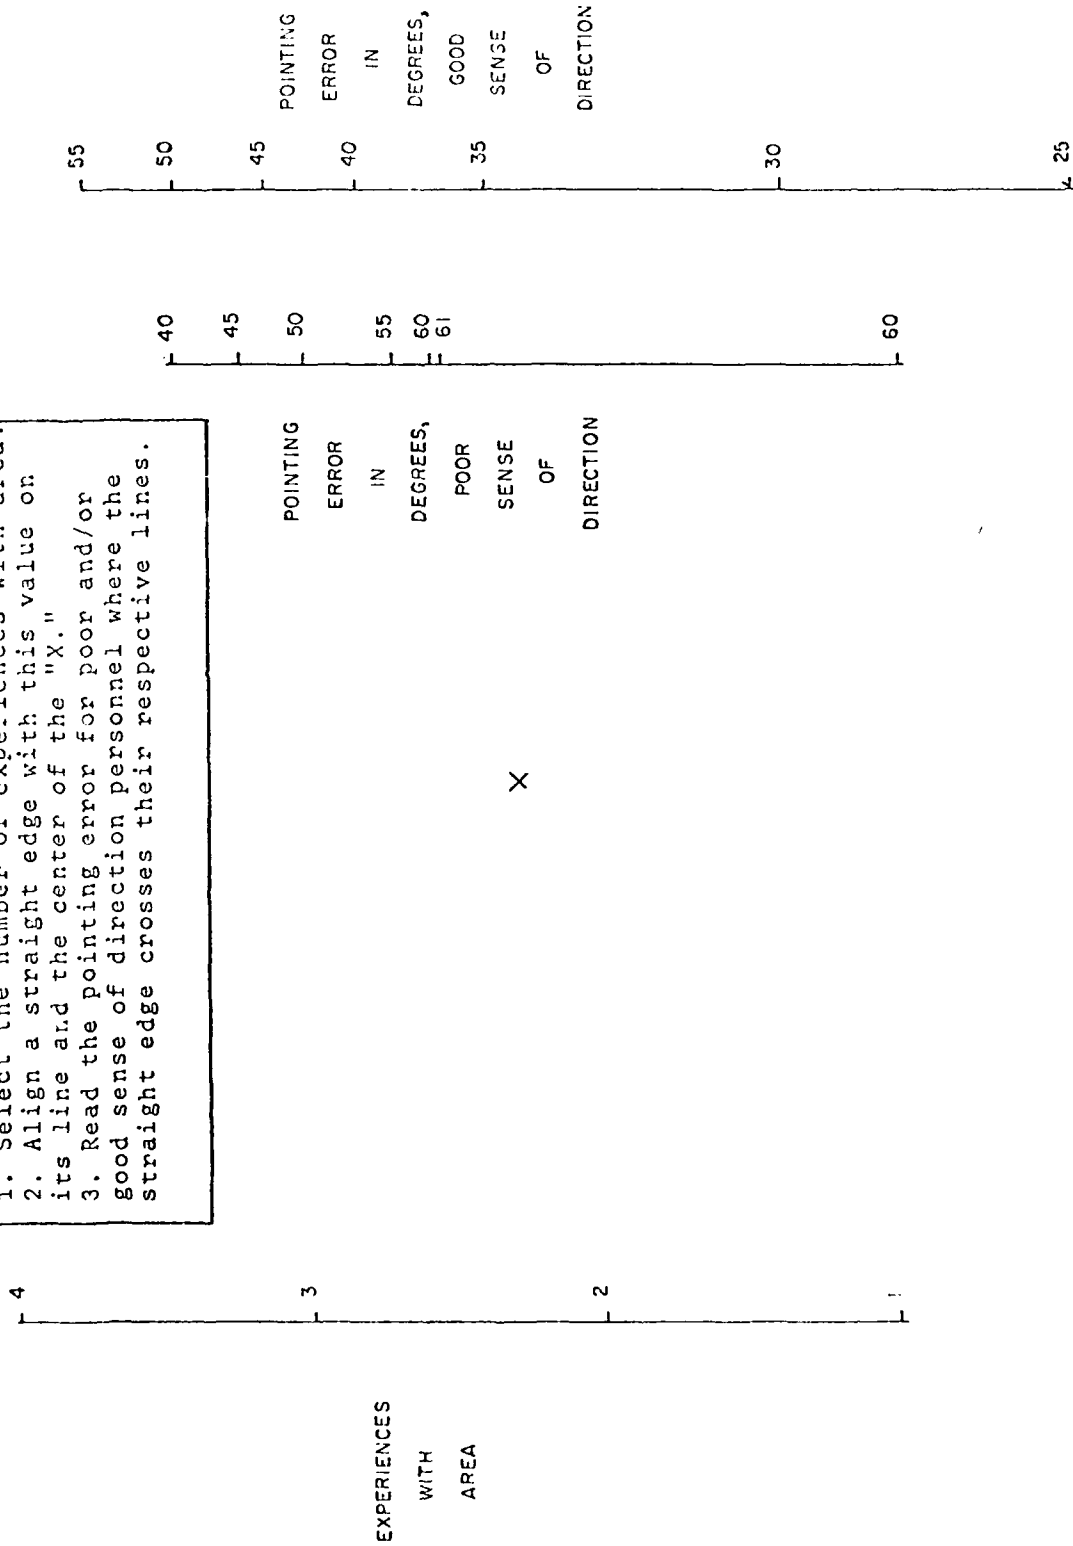 1. Select the number of experiences with area.
2. Align a straight edge with this value on
its line and the center of the "X."
3. Read the pointing error for poor and/or
good sense of direction personnel where the
straight edge crosses their respective lines.
EXPERIENCES
WITH
AREA
4
3
2
1
X
POINTING
ERROR
IN
DEGREES,
POOR
SENSE
OF
DIRECTION
40
45
50
55
60
61
60
POINTING
ERROR
IN
DEGREES,
GOOD
SENSE
OF
DIRECTION
55
50
45
40
35
30
25